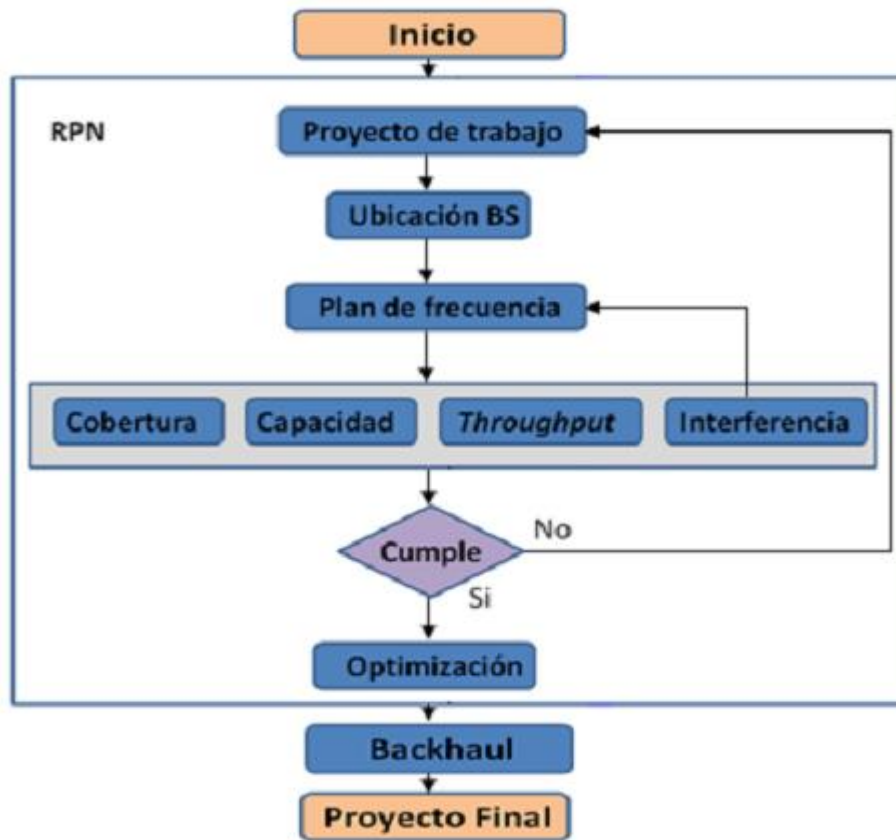 Inicio
RPN
Proyecto de trabajo
Ubicación BS
Plan de frecuencia
Cobertura
Capacidad
Throughput
Interferencia
Cumple
No
Si
Optimización
Backhaul
Proyecto Final